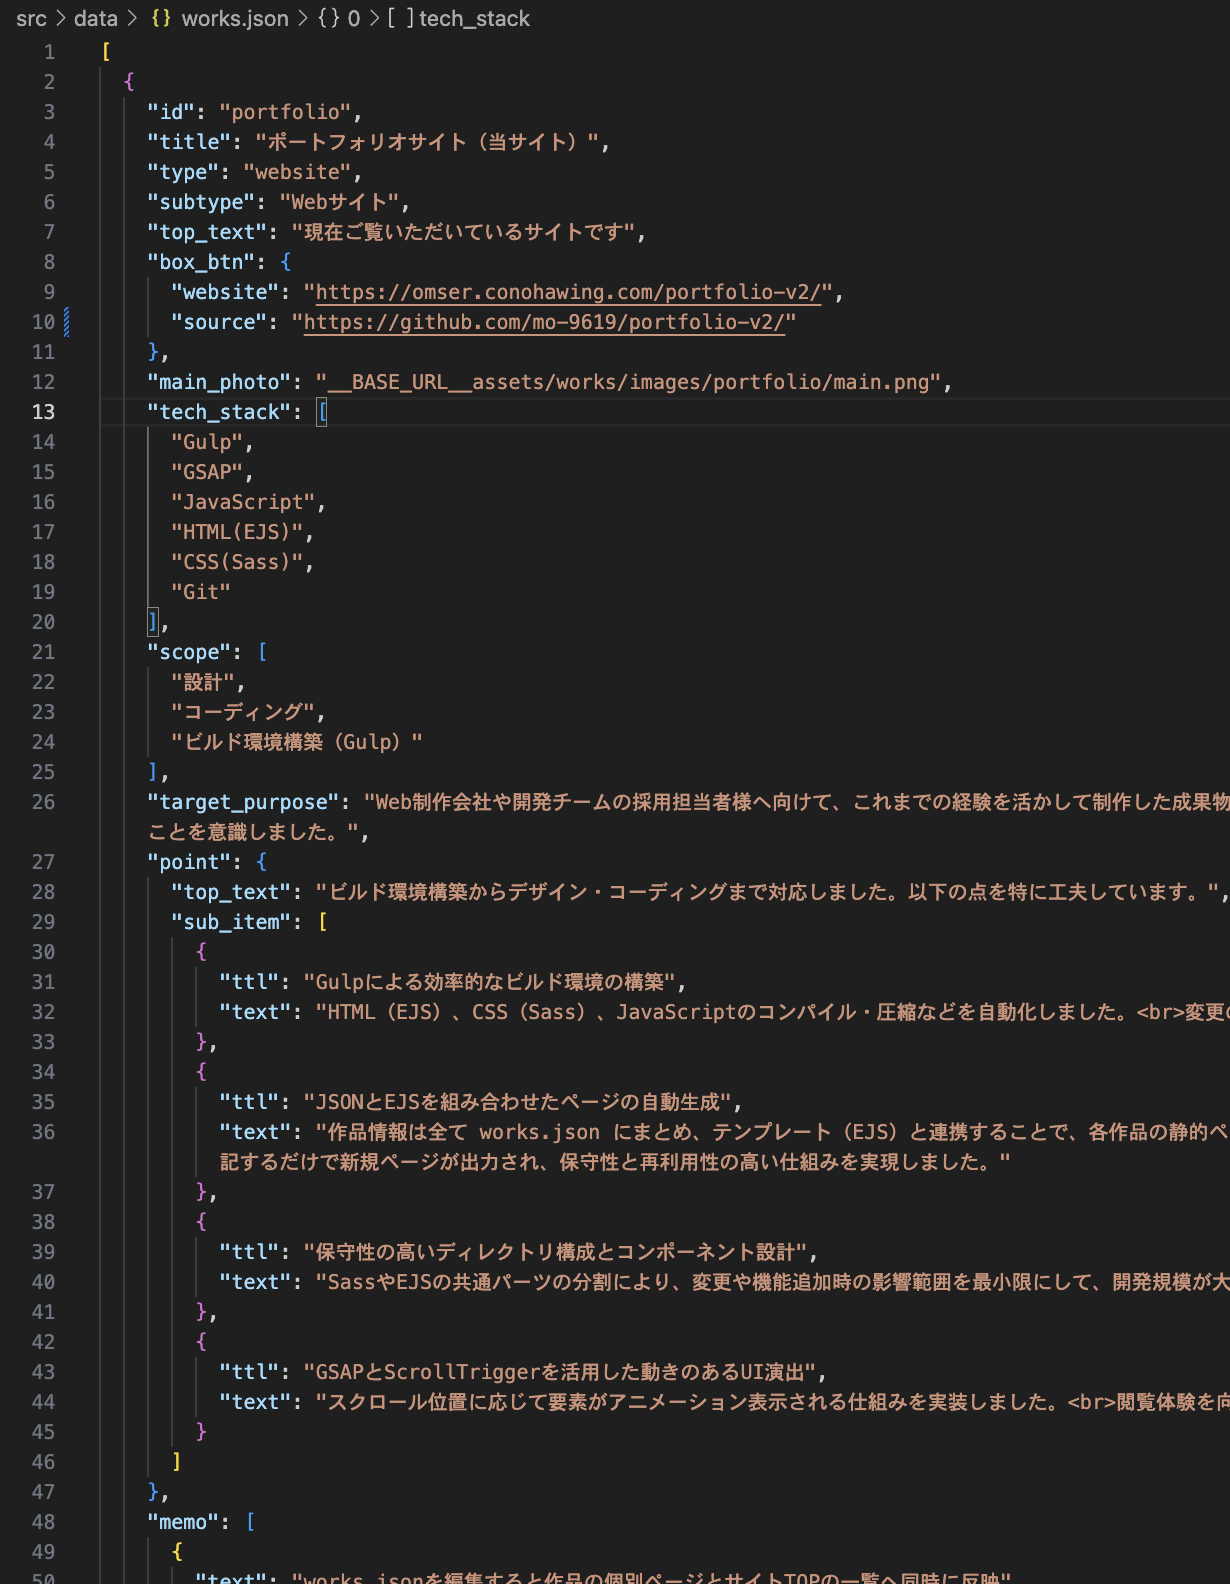 src > data > {} works.json > {} 0 > [ ] tech_stack
1 [
2 {
3 "id": "portfolio",
4 "title": "ポートフォリオサイト（当サイト）",
5 "type": "website",
6 "subtype": "Webサイト",
7 "top_text": "現在ご覧いただいているサイトです",
8 "box_btn": {
9 "website": "https://omser.conohawing.com/portfolio-v2/",
10 "source": "https://github.com/mo-9619/portfolio-v2/"
11 },
12 "main_photo": "__BASE_URL__assets/works/images/portfolio/main.png",
13 "tech_stack": [
14 "Gulp",
15 "GSAP",
16 "JavaScript",
17 "HTML(EJS)",
18 "CSS(Sass)",
19 "Git"
20 ],
21 "scope": [
22 "設計",
23 "コーディング",
24 "ビルド環境構築（Gulp）"
25 ],
26 "target_purpose": "Web制作会社や開発チームの採用担当者様へ向けて、これまでの経験を活かして制作した成果物
ことを意識しました。",
27 "point": {
28 "top_text": "ビルド環境構築からデザイン・コーディングまで対応しました。以下の点を特に工夫しています。",
29 "sub_item": [
30 {
31 "ttl": "Gulpによる効率的なビルド環境の構築",
32 "text": "HTML（EJS）、CSS（Sass）、JavaScriptのコンパイル・圧縮などを自動化しました。<br>変更の
33 },
34 {
35 "ttl": "JSONとEJSを組み合わせたページの自動生成",
36 "text": "作品情報は全て works.json にまとめ、テンプレート（EJS）と連携することで、各作品の静的ペ
記するだけで新規ページが出力され、保守性と再利用性の高い仕組みを実現しました。"
37 },
38 {
39 "ttl": "保守性の高いディレクトリ構成とコンポーネント設計",
40 "text": "SassやEJSの共通パーツの分割により、変更や機能追加時の影響範囲を最小限にして、開発規模が大
41 },
42 {
43 "ttl": "GSAPとScrollTriggerを活用した動きのあるUI演出",
44 "text": "スクロール位置に応じて要素がアニメーション表示される仕組みを実装しました。<br>閲覧体験を向
45 }
46 ]
47 },
48 "memo": [
49 {
50 "text": "works.jsonを編集すると作品の個別ページとサイトTOPの一覧へ同時に反映"